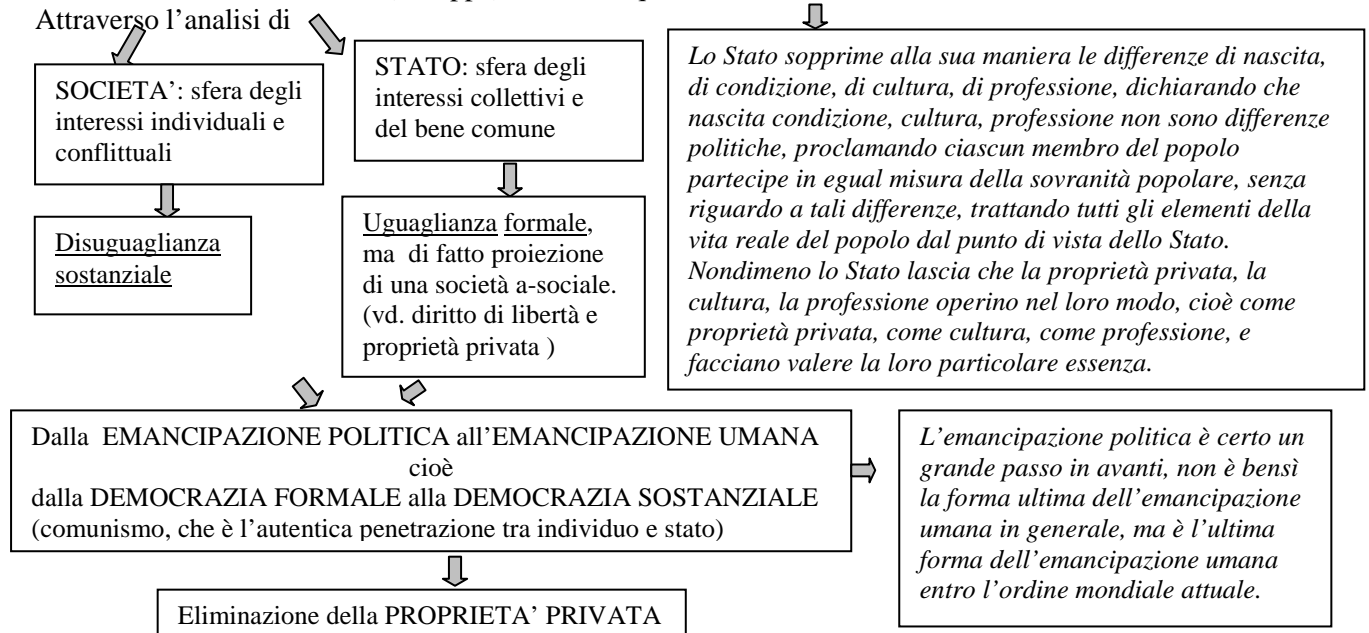 Attraverso l'analisi di
SOCIETA': sfera degli
interessi individuali e
conflittuali
STATO: sfera degli
interessi collettivi e
del bene comune
Lo Stato sopprime alla sua maniera le differenze di nascita,
di condizione, di cultura, di professione, dichiarando che
nascita condizione, cultura, professione non sono differenze
politiche, proclamando ciascun membro del popolo
partecipe in egual misura della sovranità popolare, senza
riguardo a tali differenze, trattando tutti gli elementi della
vita reale del popolo dal punto di vista dello Stato.
Nondimeno lo Stato lascia che la proprietà privata, la
cultura, la professione operino nel loro modo, cioè come
proprietà privata, come cultura, come professione, e
facciano valere la loro particolare essenza.
Disuguaglianza
sostanziale
Uguaglianza formale,
ma di fatto proiezione
di una società a-sociale.
(vd. diritto di libertà e
proprietà privata )
Dalla EMANCIPAZIONE POLITICA all'EMANCIPAZIONE UMANA
cioè
dalla DEMOCRAZIA FORMALE alla DEMOCRAZIA SOSTANZIALE
(comunismo, che è l'autentica penetrazione tra individuo e stato)
L'emancipazione politica è certo un
grande passo in avanti, non è bensì
la forma ultima dell'emancipazione
umana in generale, ma è l'ultima
forma dell'emancipazione umana
entro l'ordine mondiale attuale.
Eliminazione della PROPRIETA' PRIVATA